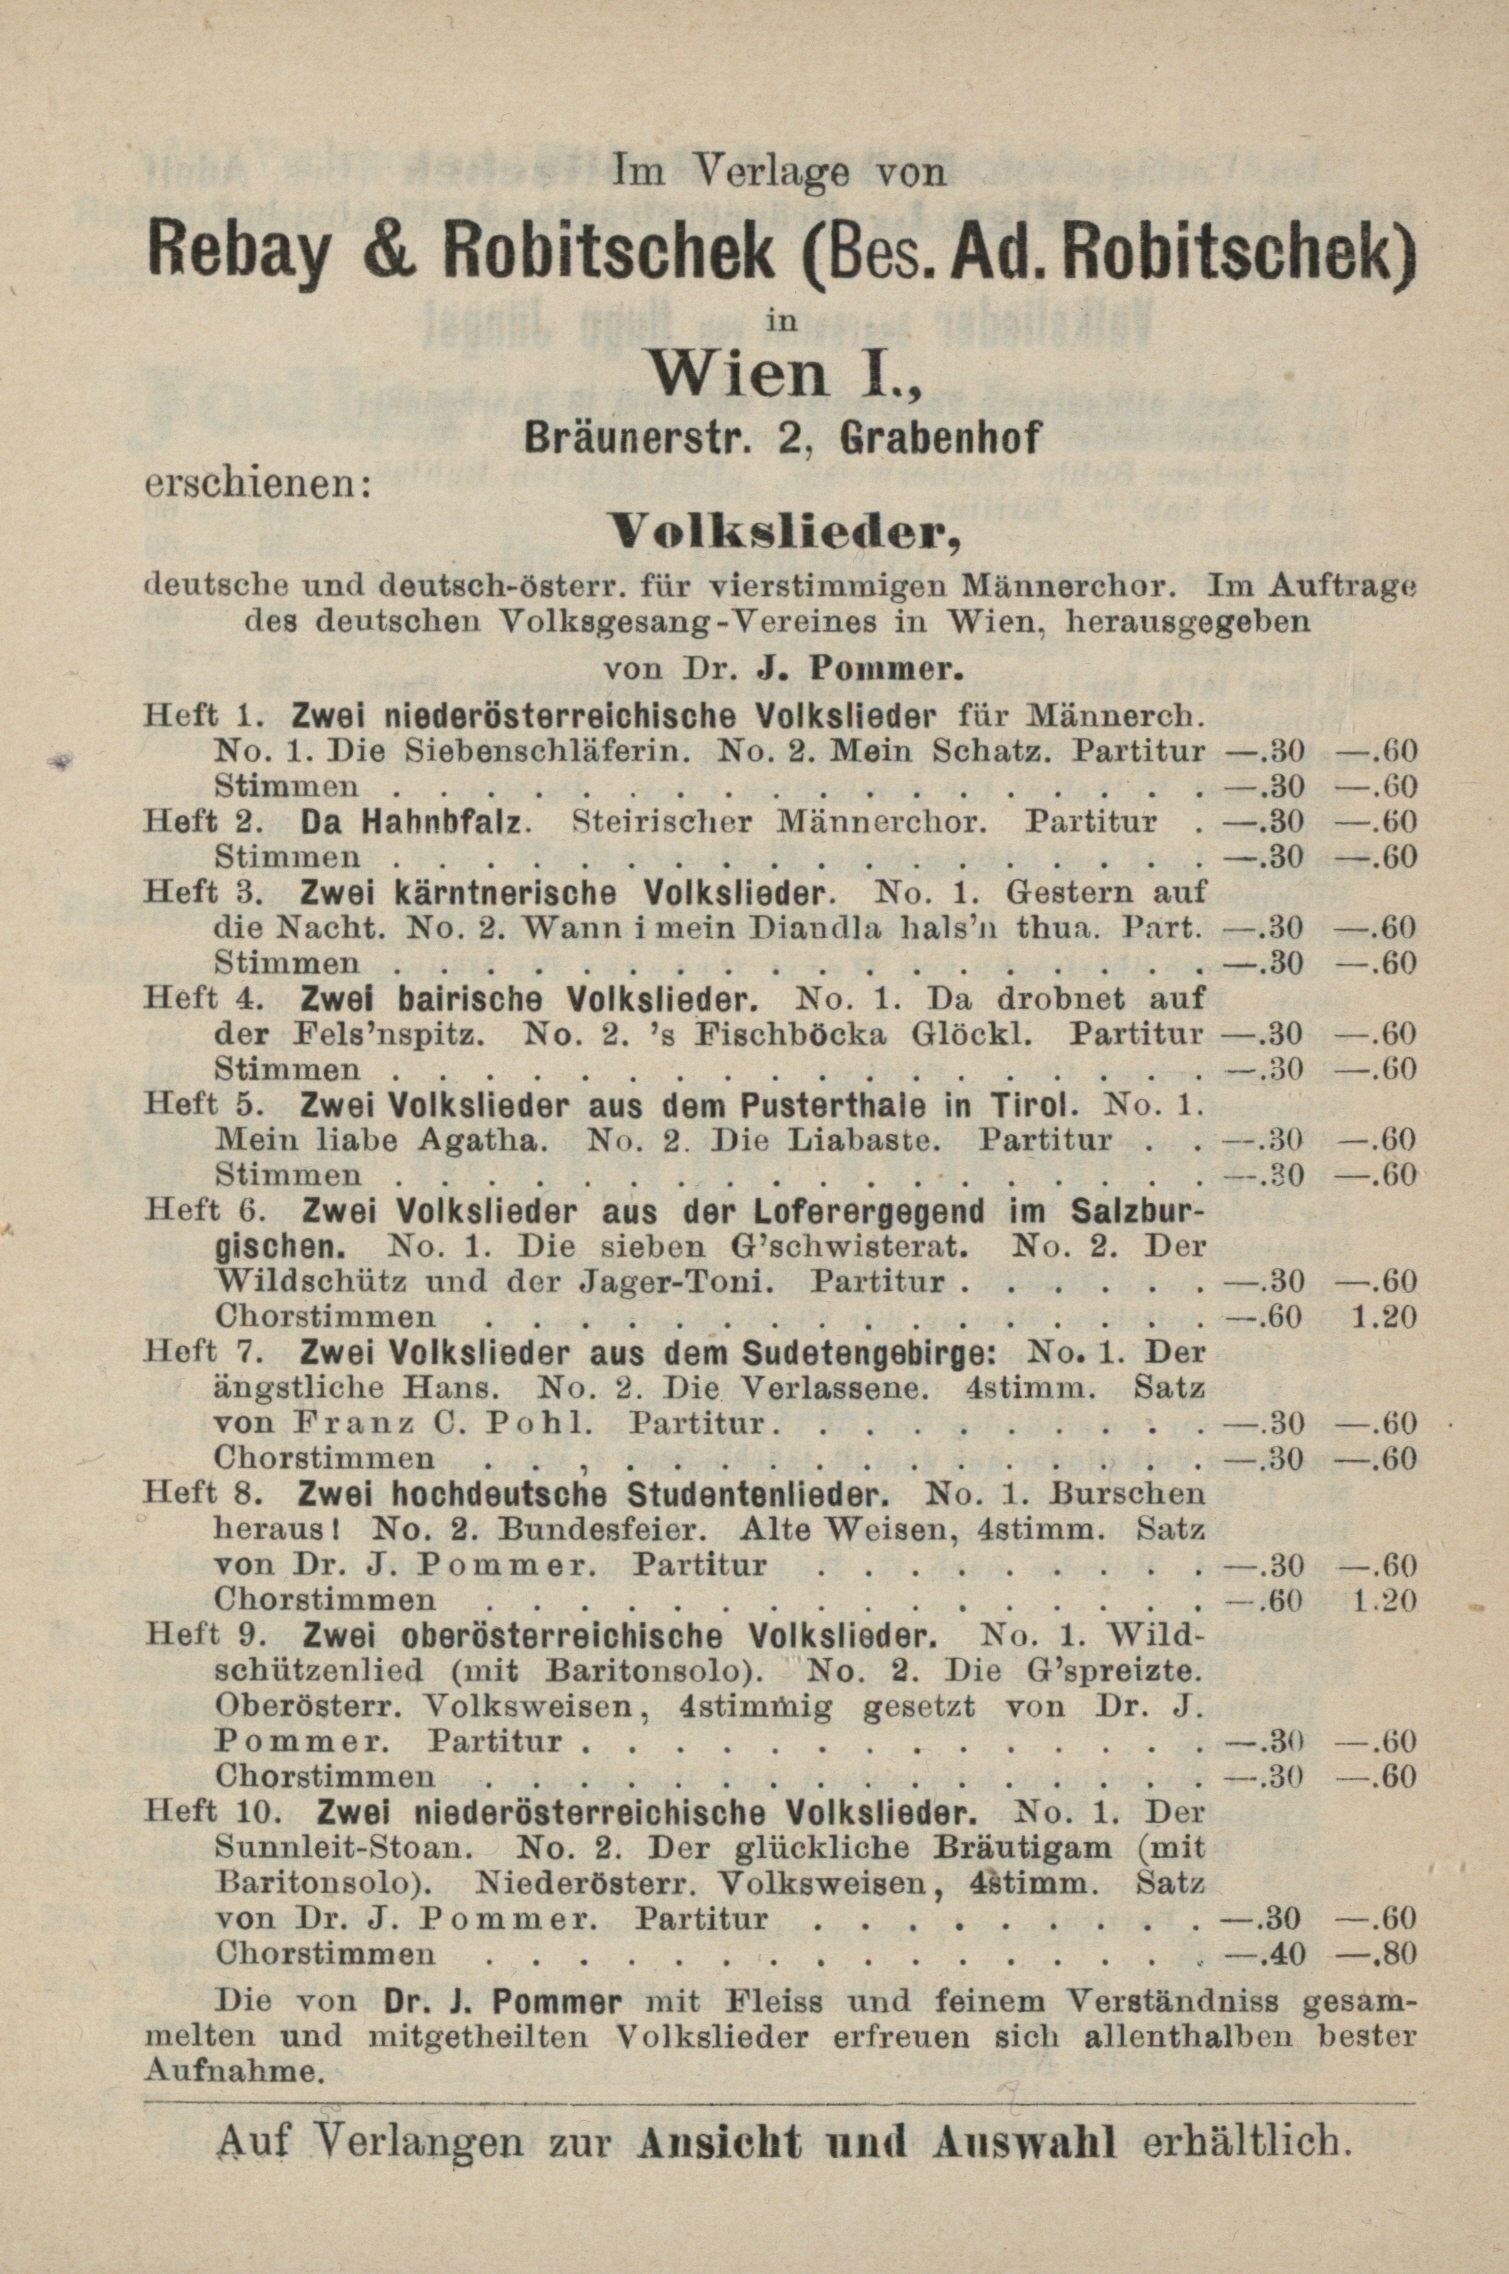 Im Verlage von
Rebay & Robitschek (Bes. Ad. Robitschek)
in
Wien I.,
Bräunerstr. 2, Grabenhof
erschienen:
Volkslieder,
deutsche und deutsch-österr. für vierstimmigen Männerchor. Im Auftrage
des deutschen Volksgesang-Vereines in Wien, herausgegeben
von Dr. J. Pommer.
Heft 1. Zwei niederösterreichische Volkslieder für Männerch.
No. 1. Die Siebenschläferin. No. 2. Mein Schatz. Partitur —.30 —.60
Stimmen . . . . . . . . . . . . . . . . . . —.30 —.60
Heft 2. Da Hahnbfalz. Steirischer Männerchor. Partitur . —.30 —.60
Stimmen . . . . . . . . . . . . . . . . . . —.30 —.60
Heft 3. Zwei kärntnerische Volkslieder. No. 1. Gestern auf
die Nacht. No. 2. Wann i mein Diandla hals'n thua. Part. —.30 —.60
Stimmen . . . . . . . . . . . . . . . . . . —.30 —.60
Heft 4. Zwei bairische Volkslieder. No. 1. Da drobnet auf
der Fels'nspitz. No. 2. 's Fischböcka Glöckl. Partitur —.30 —.60
Stimmen . . . . . . . . . . . . . . . . . . —.30 —.60
Heft 5. Zwei Volkslieder aus dem Pusterthale in Tirol. No. 1.
Mein liabe Agatha. No. 2. Die Liabaste. Partitur . . —.30 —.60
Stimmen . . . . . . . . . . . . . . . . . . —.30 —.60
Heft 6. Zwei Volkslieder aus der Loferergegend im Salzbur-
gischen. No. 1. Die sieben G'schwisterat. No. 2. Der
Wildschütz und der Jager-Toni. Partitur . . . . . . —.30 —.60
Chorstimmen . . . . . . . . . . . . . . . . —.60 1.20
Heft 7. Zwei Volkslieder aus dem Sudetengebirge: No. 1. Der
ängstliche Hans. No. 2. Die Verlassene. 4stimm. Satz
von Franz C. Pohl. Partitur. . . . . . . . . . —.30 —.60
Chorstimmen . . . . . . . . . . . . . . . . —.30 —.60
Heft 8. Zwei hochdeutsche Studentenlieder. No. 1. Burschen
heraus! No. 2. Bundesfeier. Alte Weisen, 4stimm. Satz
von Dr. J. Pommer. Partitur . . . . . . . . . —.30 —.60
Chorstimmen . . . . . . . . . . . . . . . . —.60 1.20
Heft 9. Zwei oberösterreichische Volkslieder. No. 1. Wild-
schützenlied (mit Baritonsolo). No. 2. Die G'spreizte.
Oberösterr. Volksweisen, 4stimmig gesetzt von Dr. J.
Pommer. Partitur . . . . . . . . . . . . . . —.30 —.60
Chorstimmen . . . . . . . . . . . . . . . . —.30 —.60
Heft 10. Zwei niederösterreichische Volkslieder. No. 1. Der
Sunnleit-Stoan. No. 2. Der glückliche Bräutigam (mit
Baritonsolo). Niederösterr. Volksweisen, 4stimm. Satz
von Dr. J. Pommer. Partitur . . . . . . . . . —.30 —.60
Chorstimmen . . . . . . . . . . . . . . . . —.40 —.80
Die von Dr. J. Pommer mit Fleiss und feinem Verständniss gesam-
melten und mitgetheilten Volkslieder erfreuen sich allenthalben bester
Aufnahme.
Auf Verlangen zur Ansicht und Auswahl erhältlich.